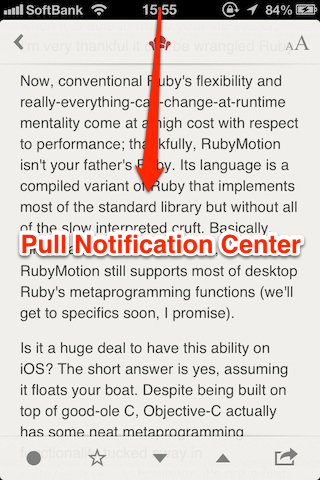 SoftBank 15:55 84%
very thankful it be wrangled Ruby
AA
Now, conventional Ruby's flexibility and
really-everything-can-change-at-runtime
mentality come at a high cost with respect
to performance; thankfully, RubyMotion
isn't your father's Ruby. Its language is a
compiled variant of Ruby that implements
most of the standard library but without all
of the slow interpreted cruft. Basically
Pull Notification Center
RubyMotion still supports most of desktop
Ruby's metaprogramming functions (we'll
get to specifics soon, I promise).
Is it a huge deal to have this ability on
iOS? The short answer is yes, assuming
it floats your boat. Despite being built on
top of good-ole C, Objective-C actually
has some neat metaprogramming
functionality tucked away in.